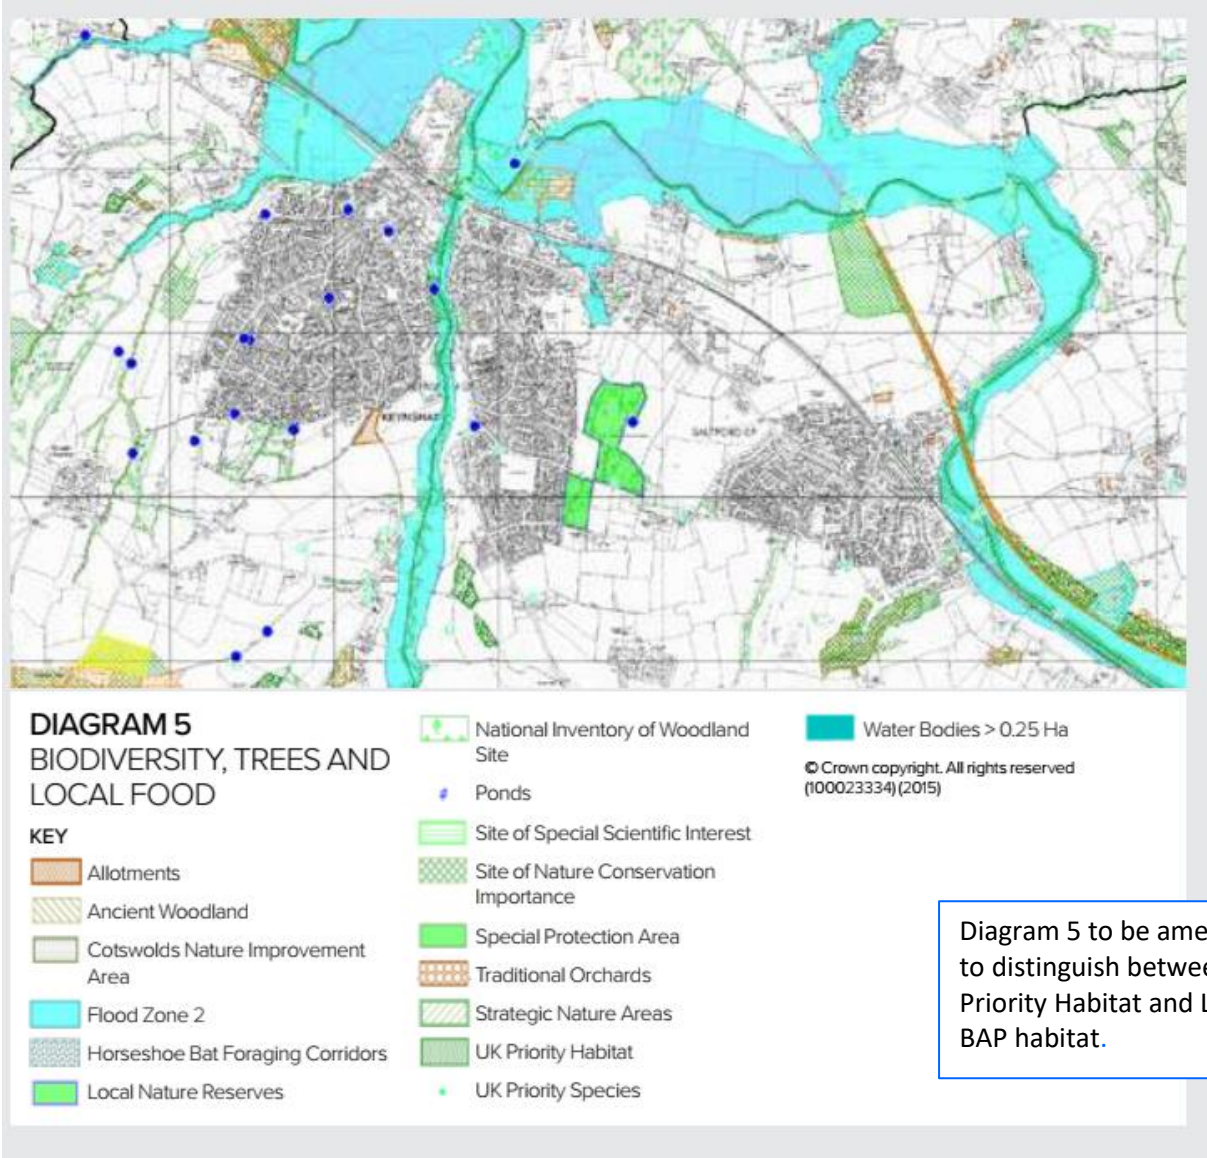 KEYNSHAM
SALTFORD CP
DIAGRAM 5
BIODIVERSITY, TREES AND
LOCAL FOOD
KEY
Allotments
Ancient Woodland
Cotswolds Nature Improvement
Area
Flood Zone 2
Horseshoe Bat Foraging Corridors
Local Nature Reserves
National Inventory of Woodland
Site
Ponds
Site of Special Scientific Interest
Site of Nature Conservation
Importance
Special Protection Area
Traditional Orchards
Strategic Nature Areas
UK Priority Habitat
UK Priority Species
Water Bodies > 0.25 Ha
© Crown copyright. All rights reserved
(100023334)(2015)
Diagram 5 to be ame
to distinguish betwee
Priority Habitat and L
BAP habitat.